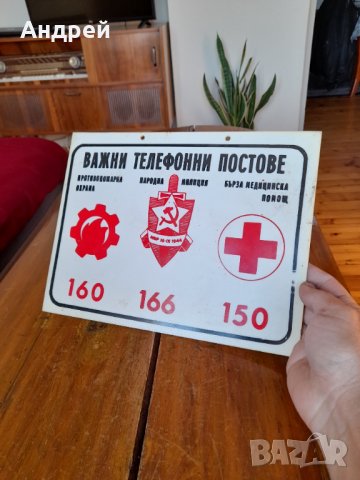 Андрей
ВАЖНИ ТЕЛЕФОННИ ПОСТОВЕ
ПРОТИВОПОЖАРНА ОХРАНА
НАРОДНА МИЛИЦИЯ
БЪРЗА МЕДИЦИНСКА ПОМОЩ
160
166
150
BAZAR